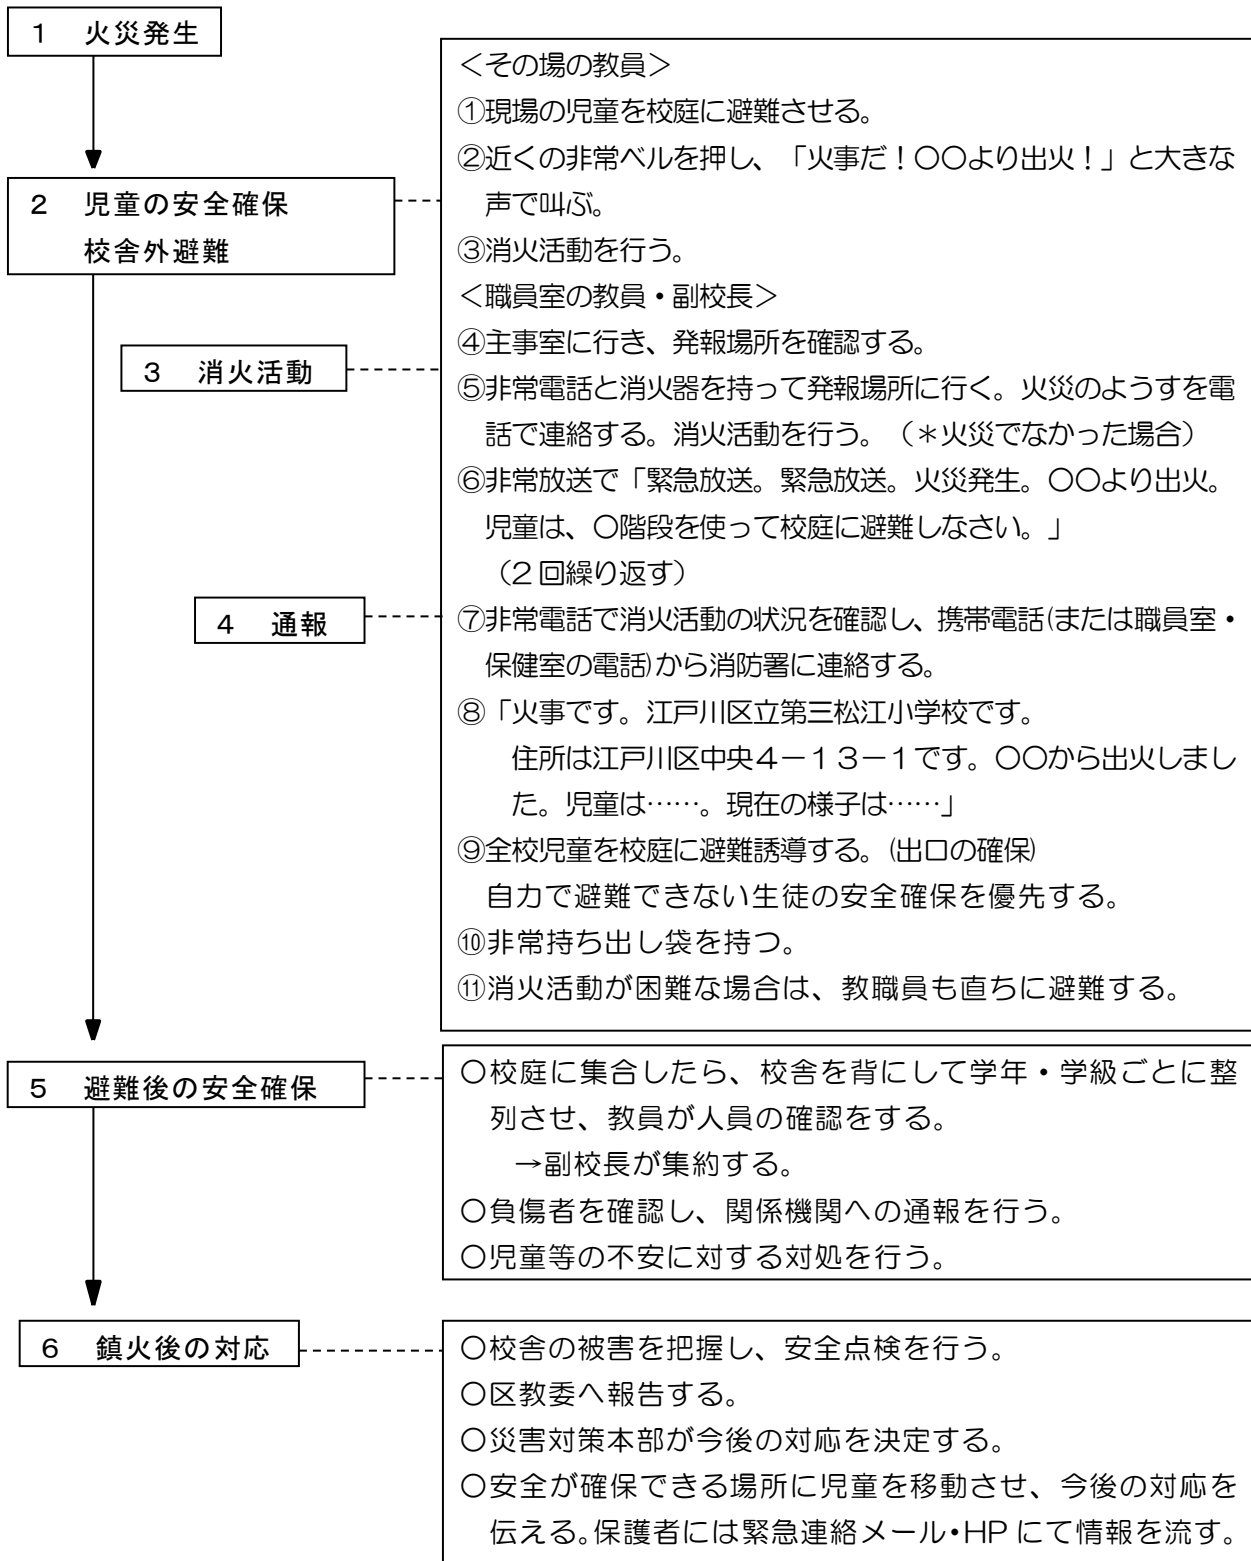 １　火災発生
２　児童の安全確保
校舎外避難
３　消火活動
４　通報
＜その場の教員＞
①現場の児童を校庭に避難させる。
②近くの非常ベルを押し、「火事だ！〇〇より出火！」と大きな
声で叫ぶ。
③消火活動を行う。
＜職員室の教員・副校長＞
④主事室に行き、発報場所を確認する。
⑤非常電話と消火器を持って発報場所に行く。火災のようすを電
話で連絡する。消火活動を行う。（＊火災でなかった場合）
⑥非常放送で「緊急放送。緊急放送。火災発生。〇〇より出火。
児童は、〇階段を使って校庭に避難しなさい。」
（２回繰り返す）
⑦非常電話で消火活動の状況を確認し、携帯電話(または職員室・
保健室の電話)から消防署に連絡する。
⑧「火事です。江戸川区立第三松江小学校です。
住所は江戸川区中央４－１３－１です。〇〇から出火しまし
た。児童は……。現在の様子は……」
⑨全校児童を校庭に避難誘導する。(出口の確保)
自力で避難できない生徒の安全確保を優先する。
⑩非常持ち出し袋を持つ。
⑪消火活動が困難な場合は、教職員も直ちに避難する。
５　避難後の安全確保
〇校庭に集合したら、校舎を背にして学年・学級ごとに整
列させ、教員が人員の確認をする。
→副校長が集約する。
〇負傷者を確認し、関係機関への通報を行う。
〇児童等の不安に対する対処を行う。
６　鎮火後の対応
〇校舎の被害を把握し、安全点検を行う。
〇区教委へ報告する。
〇災害対策本部が今後の対応を決定する。
〇安全が確保できる場所に児童を移動させ、今後の対応を
伝える。保護者には緊急連絡メール・HPにて情報を流す。